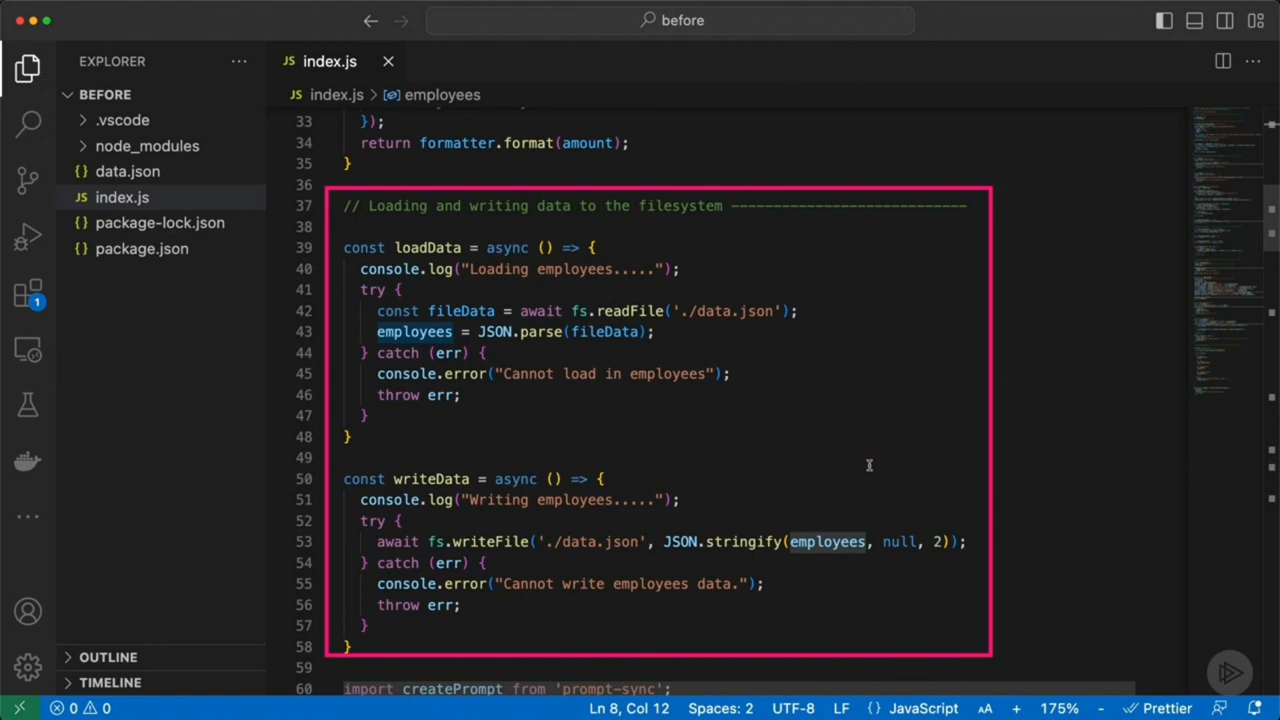 before
EXPLORER
BEFORE
.vscode
node_modules
data.json
index.js
package-lock.json
package.json
OUTLINE
TIMELINE
1
JS index.js
JS index.js > employees
33 });
34 return formatter.format(amount);
35 }
36
37 // Loading and writing data to the filesystem ----------------------------
38
39 const loadData = async () => {
40 console.log("Loading employees.....");
41 try {
42 const fileData = await fs.readFile('./data.json');
43 employees = JSON.parse(fileData);
44 } catch (err) {
45 console.error("Cannot load in employees");
46 throw err;
47 }
48 }
49
50 const writeData = async () => {
51 console.log("Writing employees.....");
52 try {
53 await fs.writeFile('./data.json', JSON.stringify(employees, null, 2));
54 } catch (err) {
55 console.error("Cannot write employees data.");
56 throw err;
57 }
58 }
59
60 import createPrompt from 'prompt-sync';
0 0 Ln 8, Col 12 Spaces: 2 UTF-8 LF {} JavaScript AA + 175% - Prettier